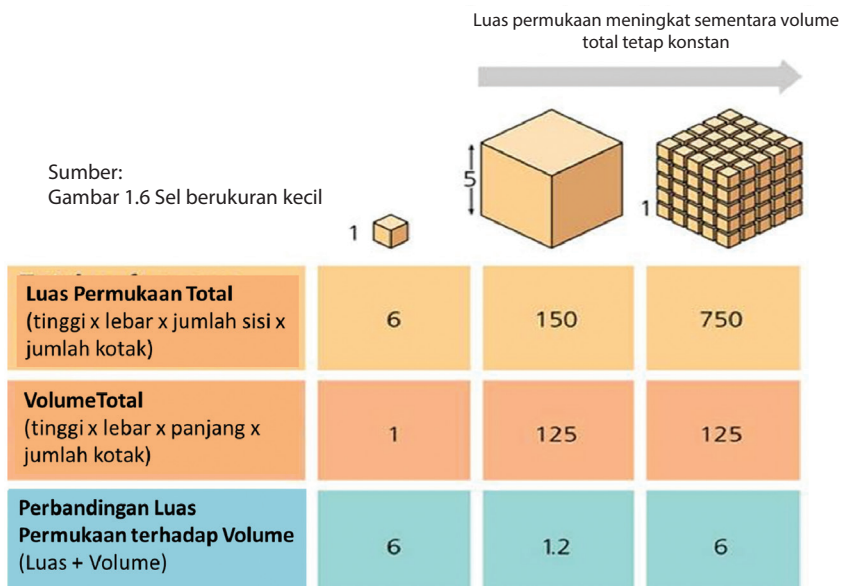 Luas permukaan meningkat sementara volume
total tetap konstan
Sumber:
Gambar 1.6 Sel berukuran kecil
1
5
1
Luas Permukaan Total
(tinggi x lebar x jumlah sisi x
jumlah kotak)
6
150
750
VolumeTotal
(tinggi x lebar x panjang x
jumlah kotak)
1
125
125
Perbandingan Luas
Permukaan terhadap Volume
(Luas + Volume)
6
1.2
6